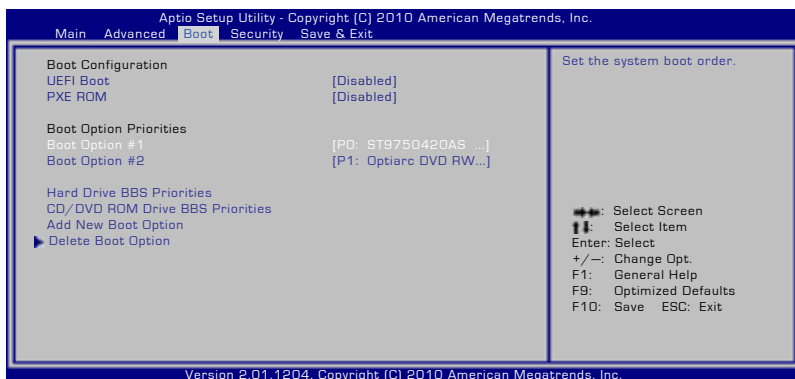 Aptio Setup Utility - Copyright (C) 2010 American Megatrends, Inc.
Main Advanced Boot Security Save & Exit
Boot Configuration
UEFI Boot [Disabled]
PXE ROM [Disabled]
Boot Option Priorities
Boot Option #1 [P0: ST9750420AS ...]
Boot Option #2 [P1: Optiarc DVD RW...]
Hard Drive BBS Priorities
CD/DVD ROM Drive BBS Priorities
Add New Boot Option
Delete Boot Option
Set the system boot order.
: Select Screen
: Select Item
Enter: Select
+/—: Change Opt.
F1: General Help
F9: Optimized Defaults
F10: Save ESC: Exit
Version 2.01.1204. Copyright (C) 2010 American Megatrends, Inc.